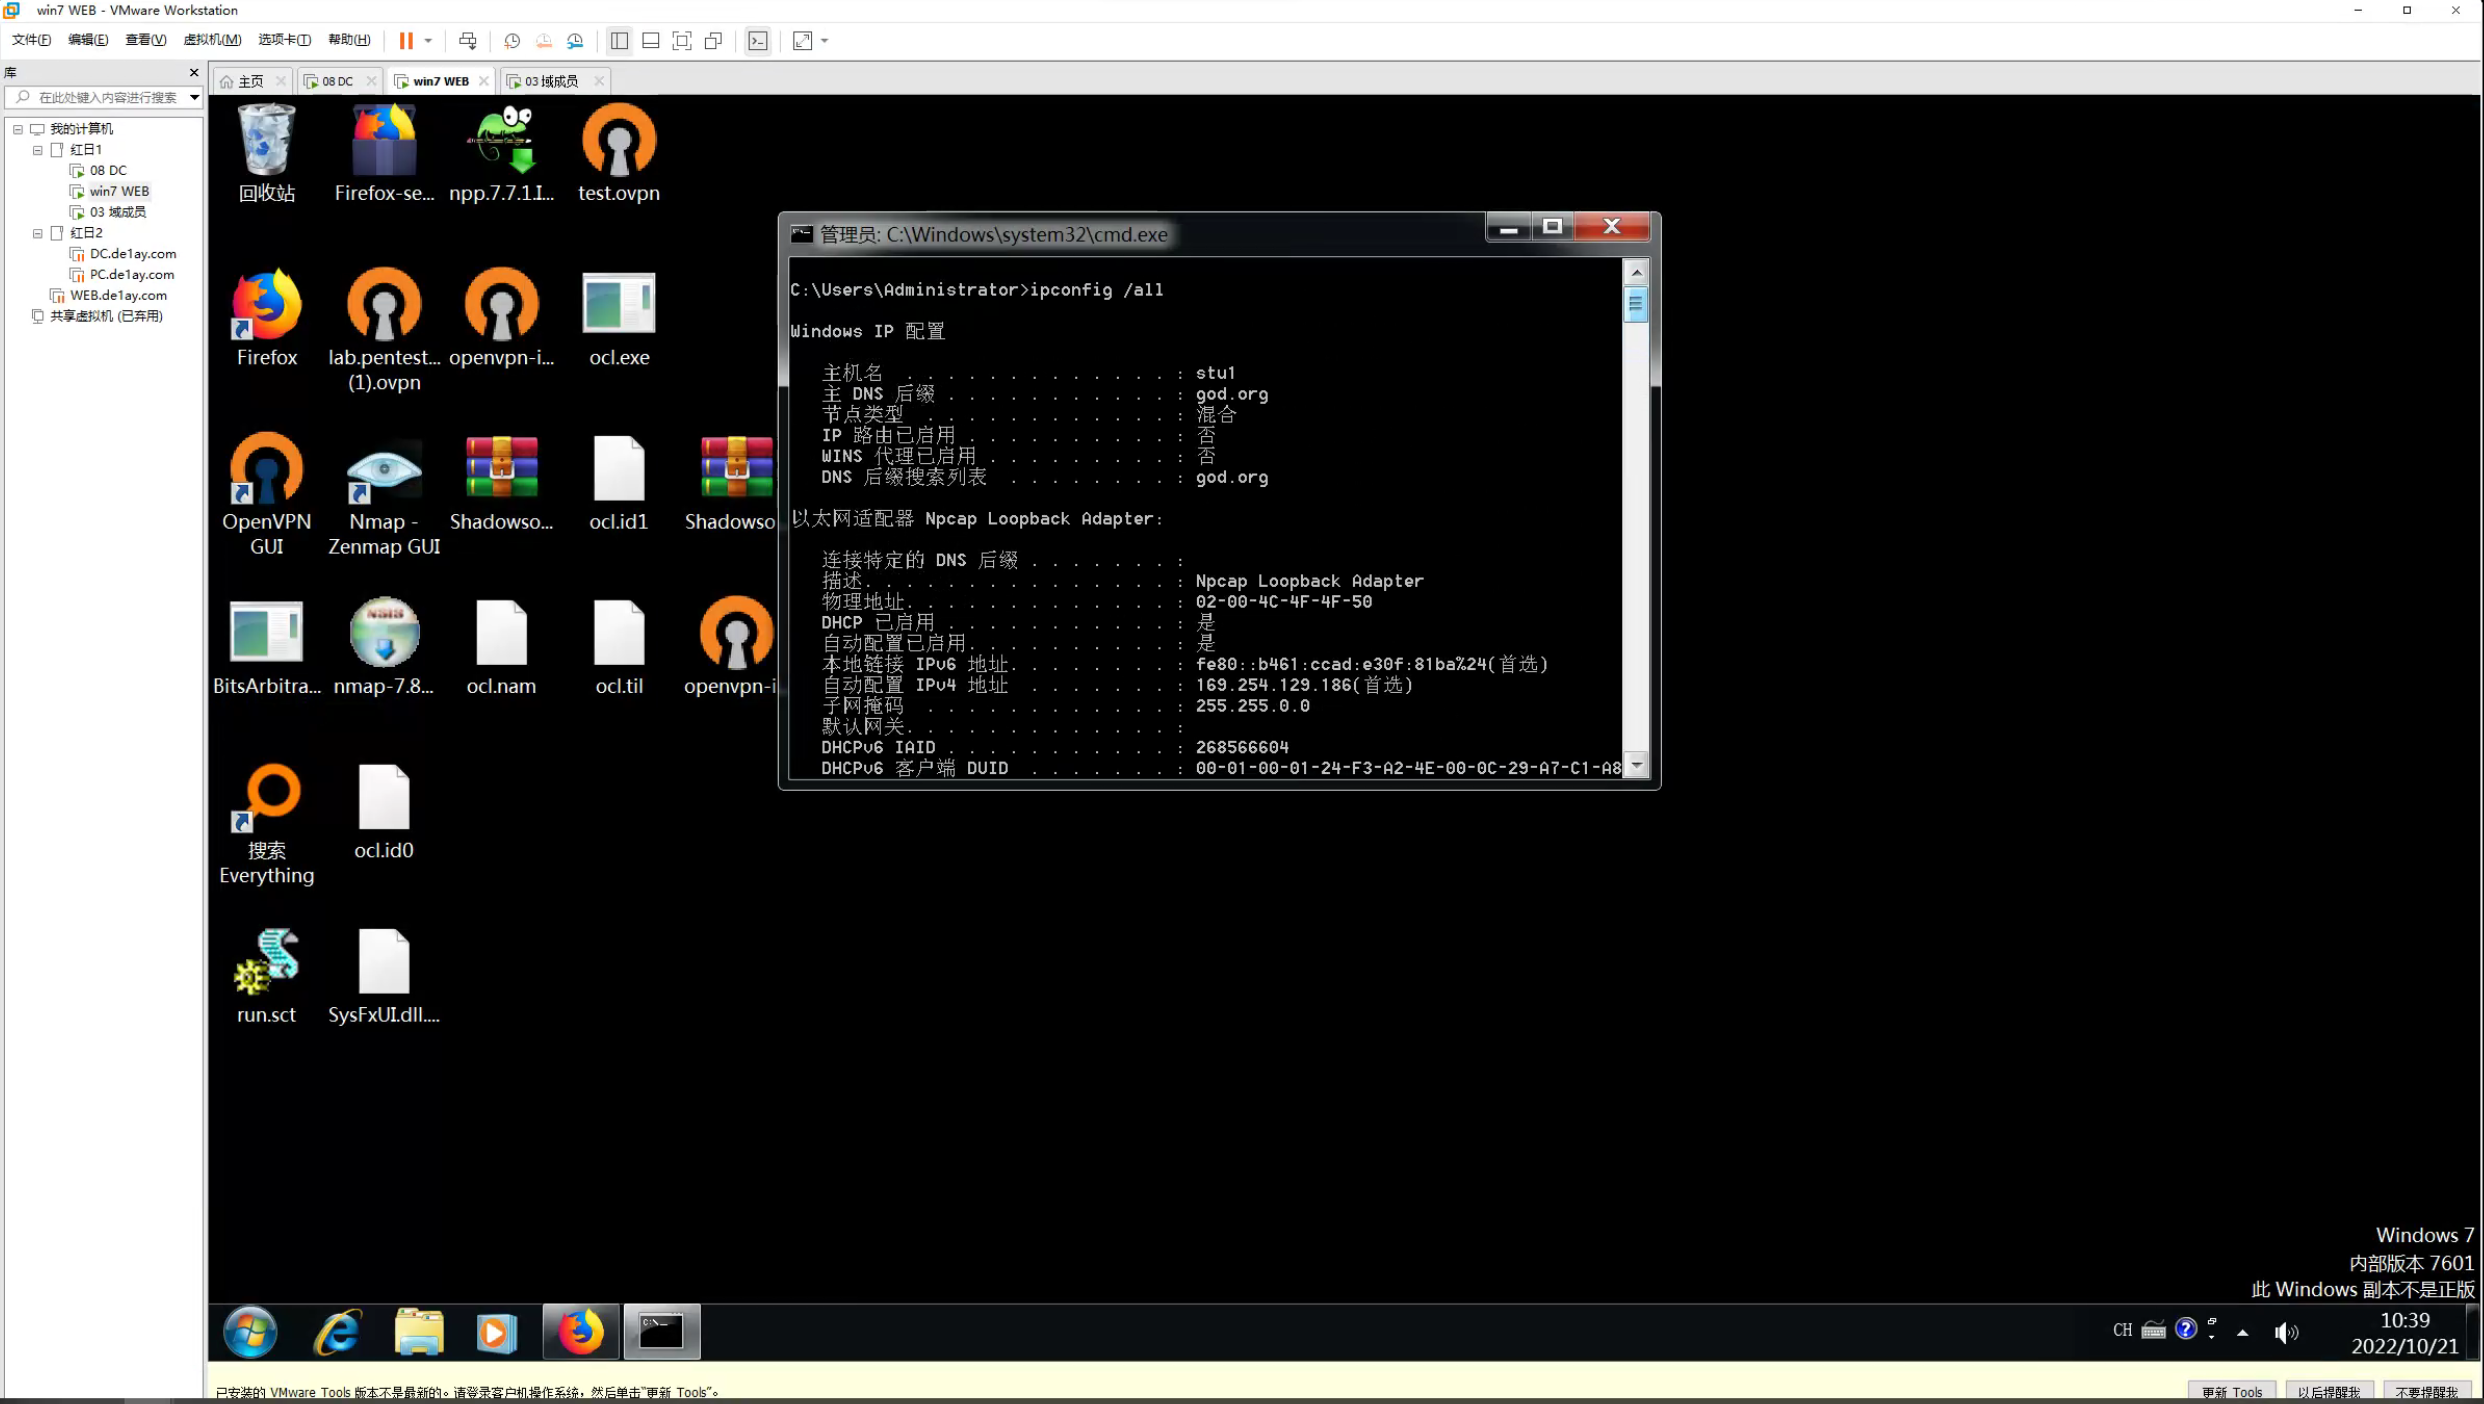 win7 WEB - VMware Workstation
文件(F) 编辑(E) 查看(V) 虚拟机(M) 选项卡(T) 帮助(H)
库
在此处键入内容进行搜索
我的计算机
红日1
08 DC
win7 WEB
03 域成员
红日2
DC.de1ay.com
PC.de1ay.com
WEB.de1ay.com
共享虚拟机 (已弃用)
主页 08 DC win7 WEB 03 域成员
回收站 Firefox-se... npp.7.7.1.I... test.ovpn
Firefox lab.pentest... (1).ovpn openvpn-i... ocl.exe
OpenVPN GUI Nmap - Zenmap GUI Shadowso... ocl.id1 Shadowso
BitsArbitra... nmap-7.8... ocl.nam ocl.til openvpn-i
搜索 Everything ocl.id0
run.sct SysFxUI.dll....
管理员: C:\Windows\system32\cmd.exe
C:\Users\Administrator>ipconfig /all
Windows IP 配置
主机名 . . . . . . . . . . . . . : stu1
主 DNS 后缀 . . . . . . . . . . . : god.org
节点类型 . . . . . . . . . . . . : 混合
IP 路由已启用 . . . . . . . . . . : 否
WINS 代理已启用 . . . . . . . . . : 否
DNS 后缀搜索列表 . . . . . . . . : god.org
以太网适配器 Npcap Loopback Adapter:
连接特定的 DNS 后缀 . . . . . . . :
描述. . . . . . . . . . . . . . . : Npcap Loopback Adapter
物理地址. . . . . . . . . . . . . : 02-00-4C-4F-4F-50
DHCP 已启用 . . . . . . . . . . . : 是
自动配置已启用. . . . . . . . . . : 是
本地链接 IPv6 地址. . . . . . . . : fe80::b461:ccad:e30f:81ba%24(首选)
自动配置 IPv4 地址 . . . . . . . : 169.254.129.186(首选)
子网掩码 . . . . . . . . . . . . : 255.255.0.0
默认网关. . . . . . . . . . . . . :
DHCPv6 IAID . . . . . . . . . . . : 268566604
DHCPv6 客户端 DUID . . . . . . . : 00-01-00-01-24-F3-A2-4E-00-0C-29-A7-C1-A8
Windows 7
内部版本 7601
此 Windows 副本不是正版
CH
10:39
2022/10/21
已安装的 VMware Tools 版本不是最新的。请登录客户机操作系统，然后单击“更新 Tools”。
更新 Tools 以后提醒我 不要提醒我